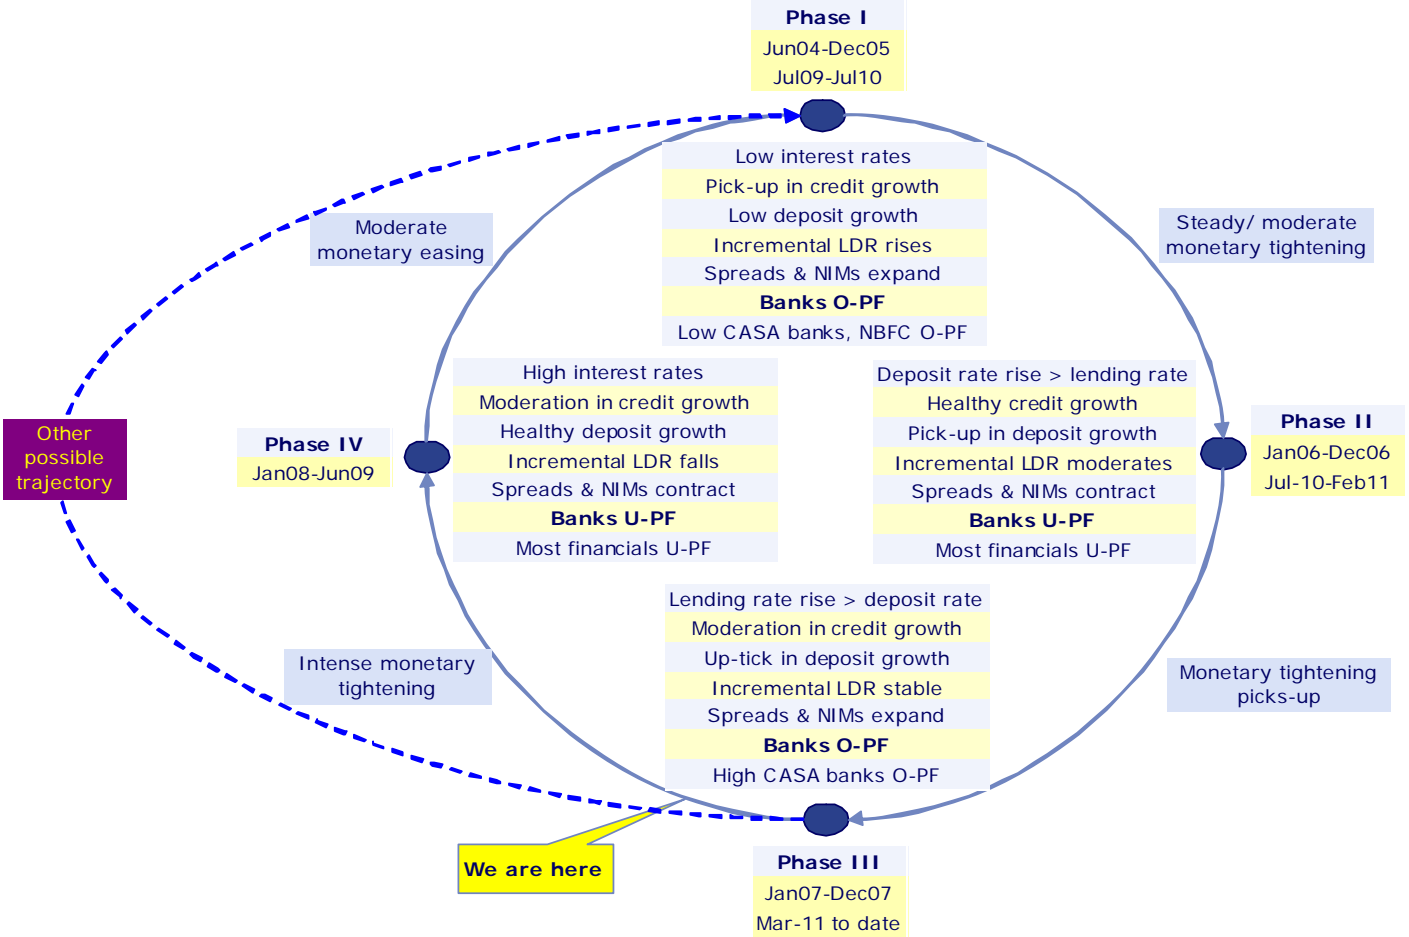 Phase I
Jun04-Dec05
Jul09-Jul10
Low interest rates
Pick-up in credit growth
Low deposit growth
Incremental LDR rises
Spreads & NIMs expand
Banks O-PF
Low CASA banks, NBFC O-PF
Moderate
monetary easing
Steady/ moderate
monetary tightening
Other
possible
trajectory
Phase IV
Jan08-Jun09
High interest rates
Moderation in credit growth
Healthy deposit growth
Incremental LDR falls
Spreads & NIMs contract
Banks U-PF
Most financials U-PF
Deposit rate rise > lending rate
Healthy credit growth
Pick-up in deposit growth
Incremental LDR moderates
Spreads & NIMs contract
Banks U-PF
Most financials U-PF
Phase II
Jan06-Dec06
Jul-10-Feb11
Lending rate rise > deposit rate
Moderation in credit growth
Up-tick in deposit growth
Incremental LDR stable
Spreads & NIMs expand
Banks O-PF
High CASA banks O-PF
Intense monetary
tightening
Monetary tightening
picks-up
We are here
Phase III
Jan07-Dec07
Mar-11 to date